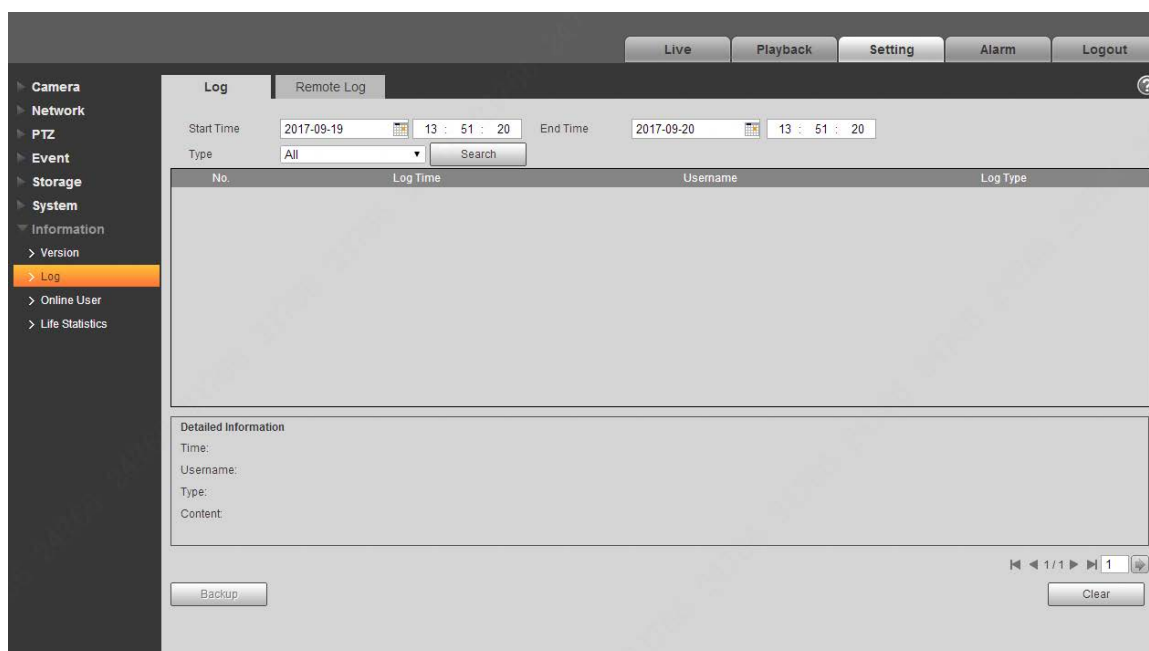 Live Playback Setting Alarm Logout
Camera
Network
PTZ
Event
Storage
System
Information
> Version
> Log
> Online User
> Life Statistics
Log Remote Log ?
Start Time 2017-09-19 13 : 51 : 20 End Time 2017-09-20 13 : 51 : 20
Type All Search
No. Log Time Username Log Type
Detailed Information
Time:
Username:
Type:
Content:
1 / 1 1
Backup Clear